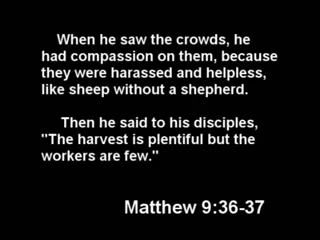 When he saw the crowds, he
had compassion on them, because
they were harassed and helpless,
like sheep without a shepherd.
Then he said to his disciples,
"The harvest is plentiful but the
workers are few."
Matthew 9:36-37